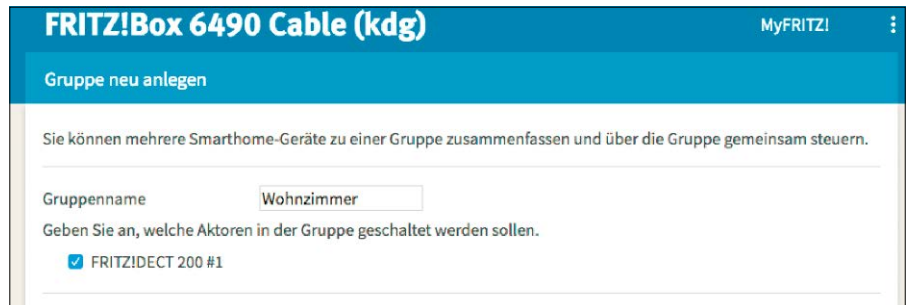 FRITZ!Box 6490 Cable (kdg)
MyFRITZ!
Gruppe neu anlegen
Sie können mehrere Smarthome-Geräte zu einer Gruppe zusammenfassen und über die Gruppe gemeinsam steuern.
Gruppenname Wohnzimmer
Geben Sie an, welche Aktoren in der Gruppe geschaltet werden sollen.
FRITZ!DECT 200 #1